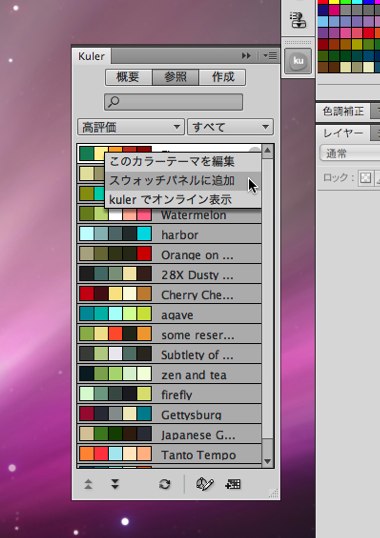 Kuler
概要 参照 作成
高評価 すべて
このカラーテーマを編集
スウォッチパネルに追加
kuler でオンライン表示
Watermelon
harbor
Orange on ...
28X Dusty ...
Cherry Che...
agave
some reser...
Subtlety of ...
zen and tea
firefly
Gettysburg
Japanese G...
Tanto Tempo
ku
色調補正
レイヤー
通常
ロック :